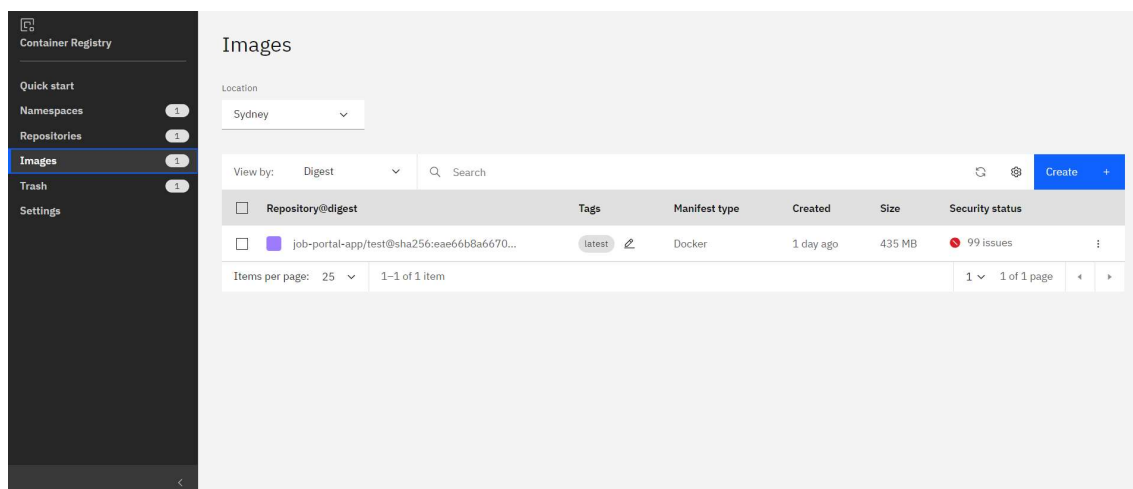 Container Registry
Quick start
Namespaces 1
Repositories 1
Images 1
Trash 1
Settings
Images
Location
Sydney
View by: Digest Search Create +
Repository@digest Tags Manifest type Created Size Security status
job-portal-app/test@sha256:eae66b8a6670... latest Docker 1 day ago 435 MB 99 issues
Items per page: 25 1–1 of 1 item 1 1 of 1 page